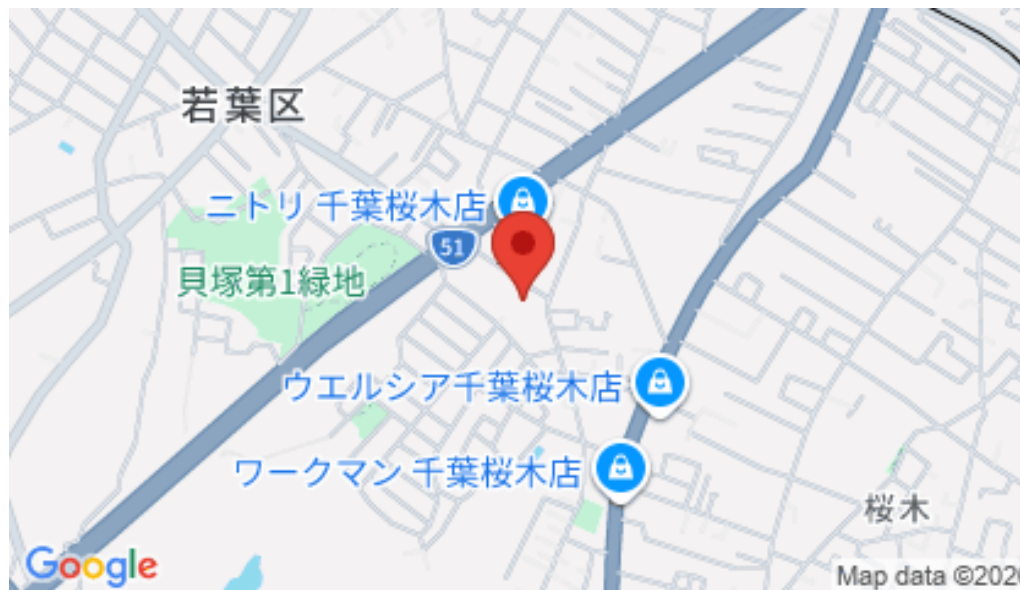 若葉区
ニトリ 千葉桜木店
51
貝塚第1緑地
ウエルシア千葉桜木店
ワークマン 千葉桜木店
桜木
Google
Map data ©202